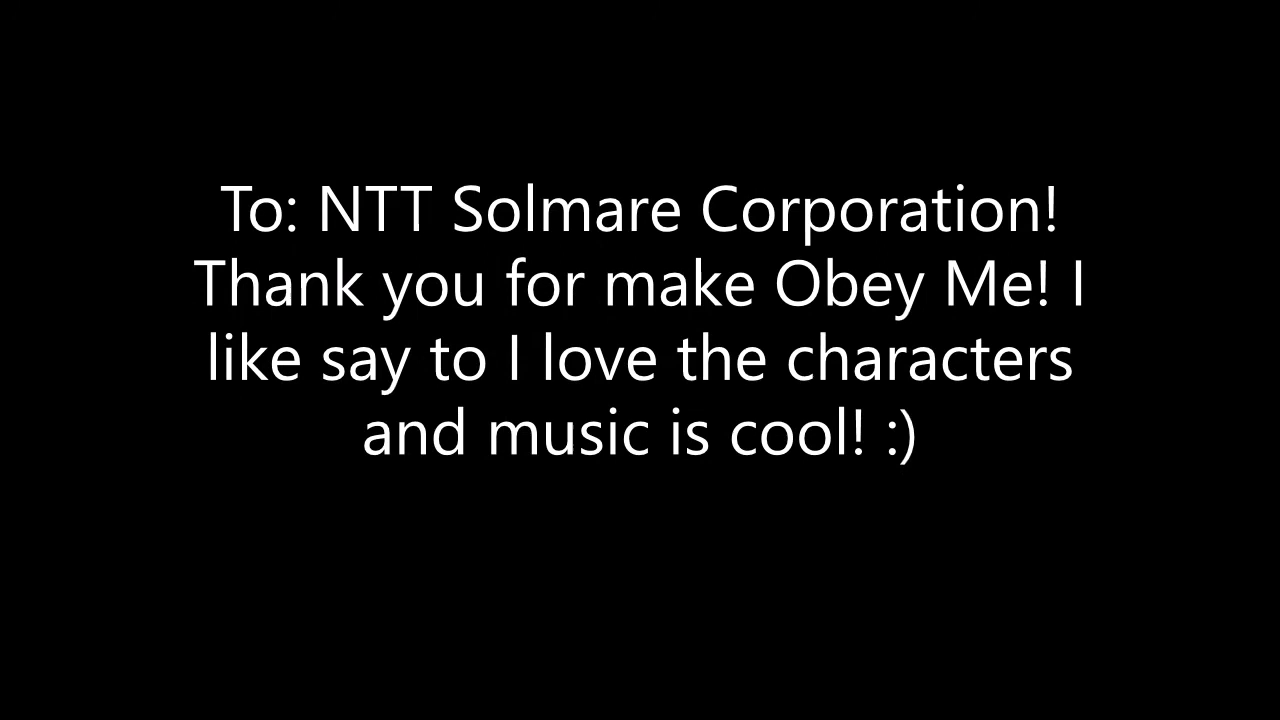 To: NTT Solmare Corporation!
Thank you for make Obey Me! I
like say to I love the characters
and music is cool! :)